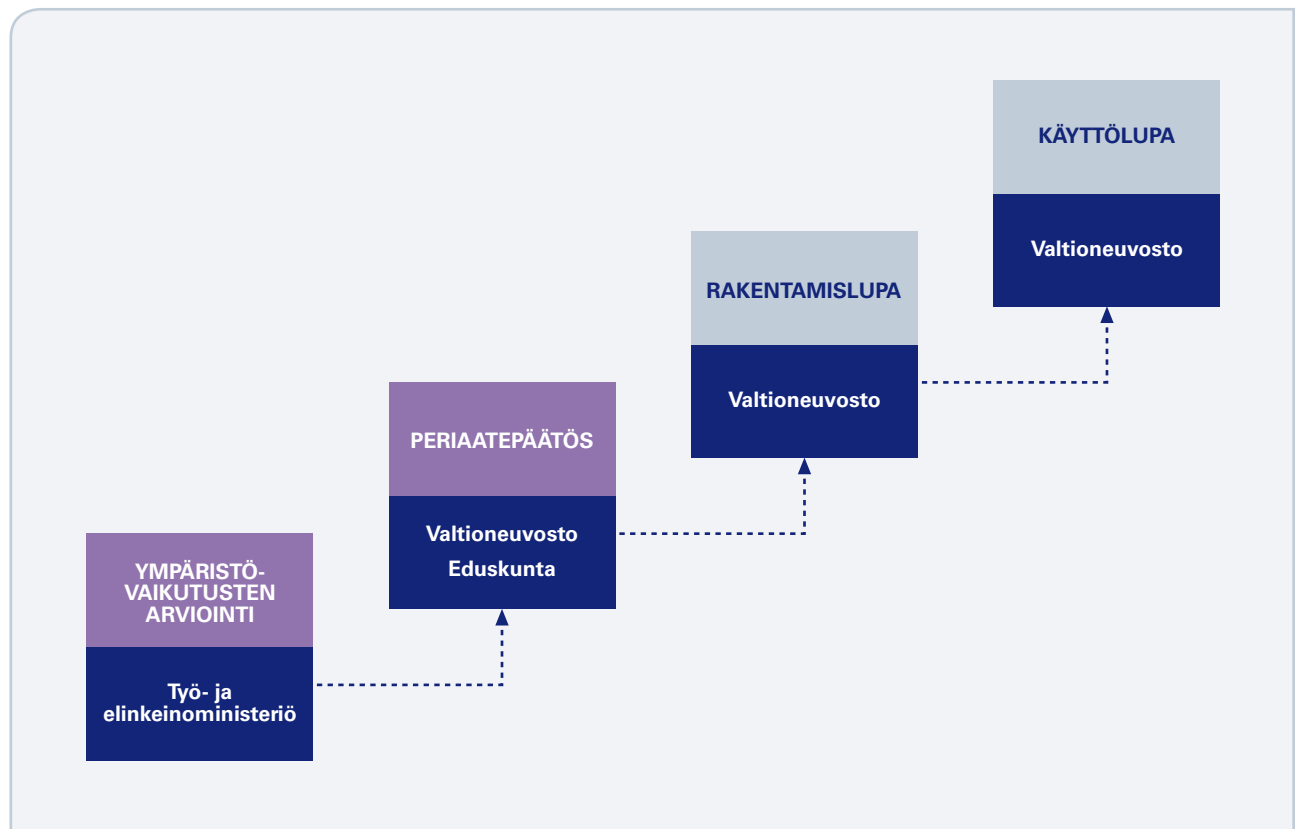 YMPÄRISTÖ-
VAIKUTUSTEN
ARVIOINTI
Työ- ja
elinkeinoministeriö
PERIAATEPÄÄTÖS
Valtioneuvosto
Eduskunta
RAKENTAMISLUPA
Valtioneuvosto
KÄYTTÖLUPA
Valtioneuvosto